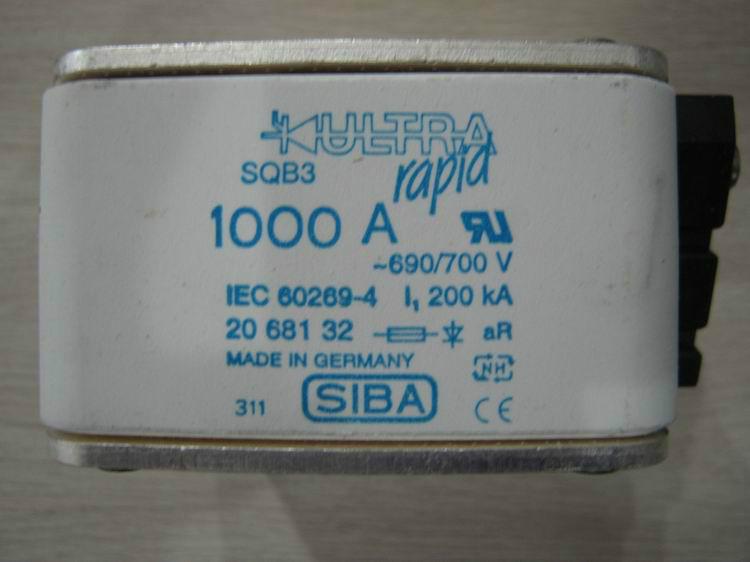 ULTRA
rapid
SQB3
1000 A
~690/700 V
IEC 60269-4 I₁ 200 kA
20 681 32 aR
MADE IN GERMANY
NH
311 SIBA CE